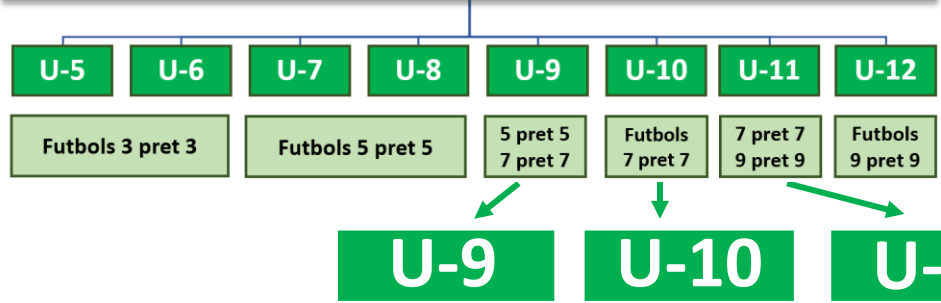 U-5 U-6 U-7 U-8 U-9 U-10 U-11 U-12
Futbols 3 pret 3
Futbols 5 pret 5
5 pret 5
7 pret 7
Futbols
7 pret 7
7 pret 7
9 pret 9
Futbols
9 pret 9
U-9 U-10 U-